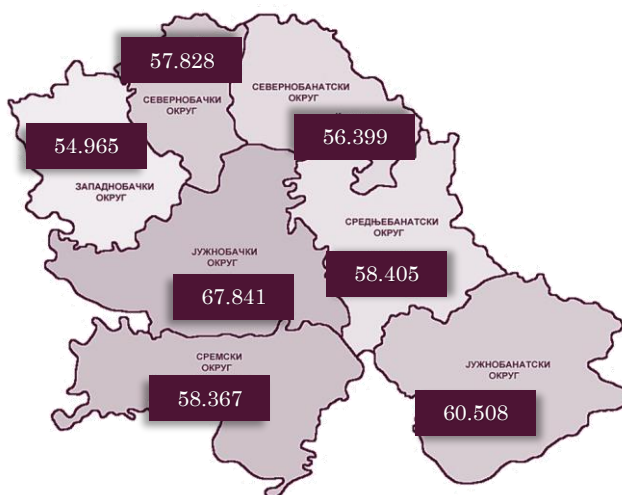 57.828
СЕВЕРНОБАЧКИ
ОКРУГ
СЕВЕРНОБАНАТСКИ
ОКРУГ
56.399
54.965
ЗАПАДНОБАЧКИ
ОКРУГ
СРЕДЊЕБАНАТСКИ
ОКРУГ
58.405
ЈУЖНОБАЧКИ
ОКРУГ
67.841
СРЕМСКИ
ОКРУГ
58.367
ЈУЖНОБАНАТСКИ
ОКРУГ
60.508